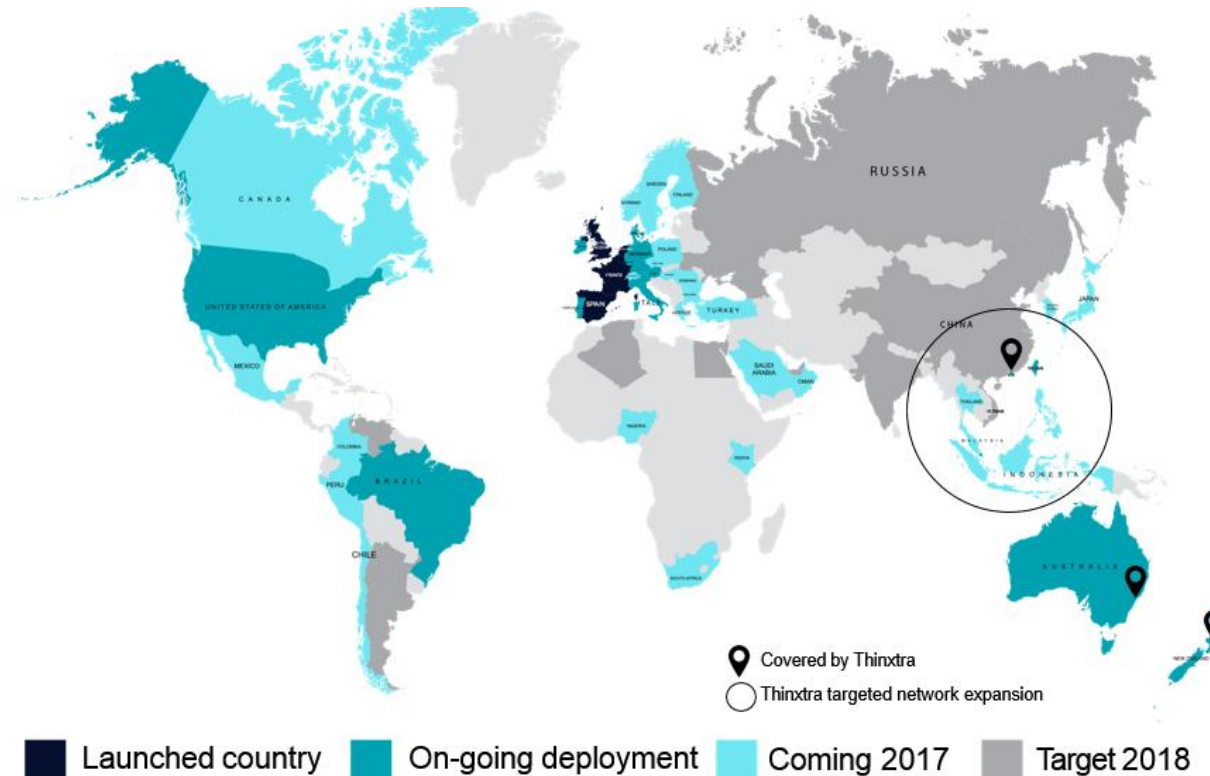 RUSSIA
CANADA
SWEDEN
FINLAND
NORWAY
POLAND
FRANCE
UNITED STATES OF AMERICA
SPAIN
ITALY
TURKEY
JAPAN
CHINA
MEXICO
SAUDI
ARABIA
OMAN
THAILAND
NIGERIA
COLOMBIA
MALAYSIA
KENYA
INDONESIA
PERU
BRAZIL
CHILE
AUSTRALIA
SOUTH AFRICA
NEW ZEALAND
Covered by Thinxtra
Thinxtra targeted network expansion
Launched country
On-going deployment
Coming 2017
Target 2018